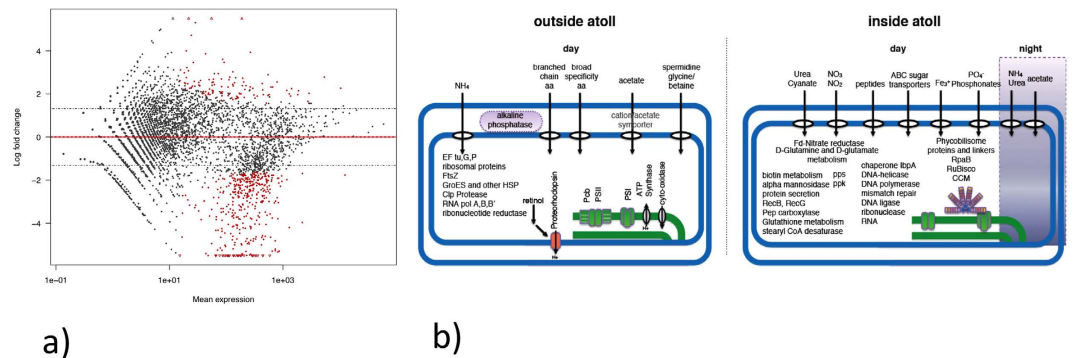 4
2
0
−2
−4
Log fold change
1e−01
1e+01
1e+03
Mean expression
a)
outside atoll
day
NH₄
branched chain aa
broad specificity aa
acetate
spermidine glycine/ betaine
alkaline phosphatase
cation acetate symporter
EF tu,G,P
ribosomal proteins
FtsZ
GroES and other HSP
Clp Protease
RNA pol A,B,B'
ribonucleotide reductase
retinol
Proteorhodopsin
Pcb
PSII
PSI
ATP Synthase
cyto-oxidase
b)
inside atoll
day
night
Urea Cyanate
NO₃ NO₂
peptides
ABC sugar transporters
Fe₃⁺
PO₄⁻ Phosphonates
NH₄ Urea
acetate
Fd-Nitrate reductase
D-Glutamine and D-glutamate
metabolism
biotin metabolism
alpha mannosidase
protein secretion
RecB, RecG
Pep carboxylase
Glutathione metabolism
stearyl CoA desaturase
pps
ppk
chaperone IbpA
DNA-helicase
DNA polymerase
mismatch repair
DNA ligase
ribonuclease
RNA
Phycobilisome
proteins and linkers
RpaB
RuBisco
CCM